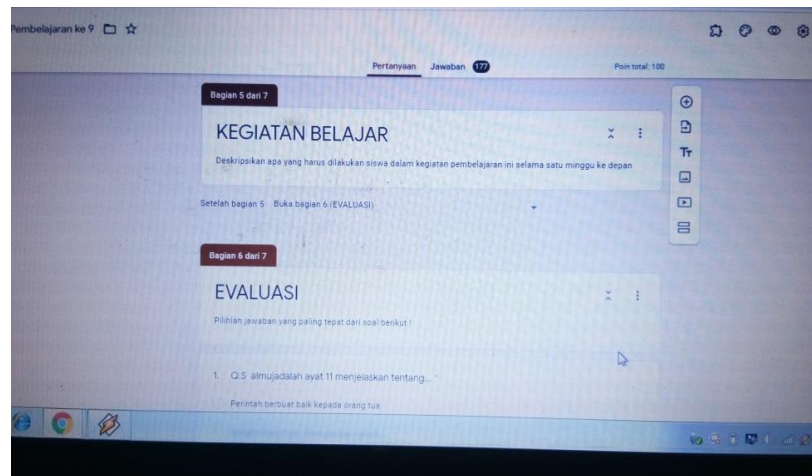 Pembelajaran ke 9
Pertanyaan Jawaban 177 Poin total: 100
Bagian 5 dari 7
KEGIATAN BELAJAR
Deskripsikan apa yang harus dilakukan siswa dalam kegiatan pembelajaran ini selama satu minggu ke depan
Setelah bagian 5 Buka bagian 6 (EVALUASI)
Bagian 6 dari 7
EVALUASI
Pilihlah jawaban yang paling tepat dari soal berikut !
1. Q.S almujadalah ayat 11 menjelaskan tentang... *
Perintah berbuat baik kepada orang tua